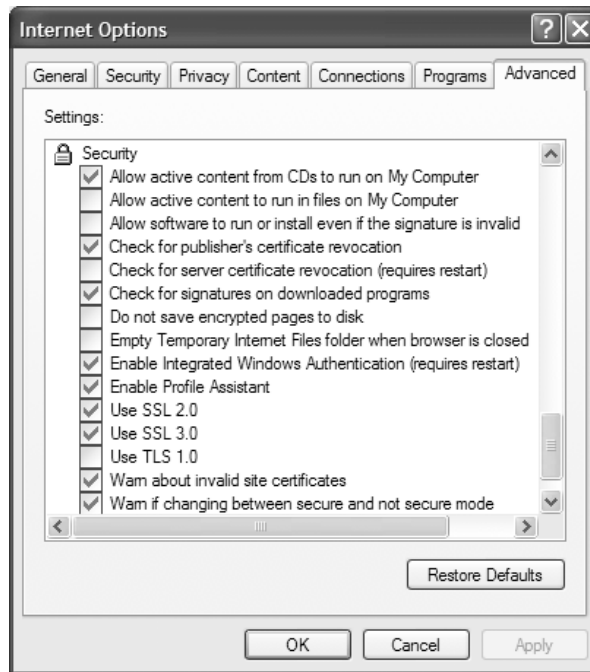 Internet Options
General Security Privacy Content Connections Programs Advanced
Settings:
Security
Allow active content from CDs to run on My Computer
Allow active content to run in files on My Computer
Allow software to run or install even if the signature is invalid
Check for publisher's certificate revocation
Check for server certificate revocation (requires restart)
Check for signatures on downloaded programs
Do not save encrypted pages to disk
Empty Temporary Internet Files folder when browser is closed
Enable Integrated Windows Authentication (requires restart)
Enable Profile Assistant
Use SSL 2.0
Use SSL 3.0
Use TLS 1.0
Warn about invalid site certificates
Warn if changing between secure and not secure mode
Restore Defaults
OK Cancel Apply